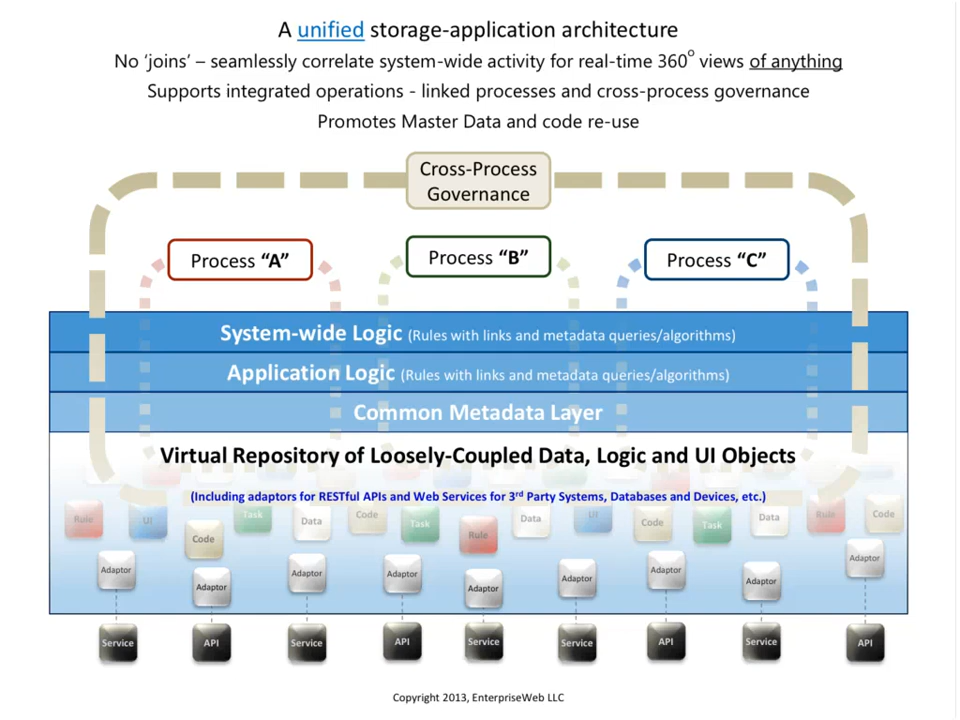 A unified storage-application architecture
No ‘joins’ – seamlessly correlate system-wide activity for real-time 360° views of anything
Supports integrated operations - linked processes and cross-process governance
Promotes Master Data and code re-use
Cross-Process
Governance
Process “A”
Process “B”
Process “C”
System-wide Logic (Rules with links and metadata queries/algorithms)
Application Logic (Rules with links and metadata queries/algorithms)
Common Metadata Layer
Virtual Repository of Loosely-Coupled Data, Logic and UI Objects
(Including adaptors for RESTful APIs and Web Services for 3rd Party Systems, Databases and Devices, etc.)
Rule
UI
Code
Task
Data
Code
Task
Rule
Data
UI
Code
Task
Data
Rule
Code
Adaptor
Adaptor
Adaptor
Adaptor
Adaptor
Adaptor
Adaptor
Adaptor
Adaptor
Service
API
Service
API
Service
Service
API
Service
API
Copyright 2013, EnterpriseWeb LLC